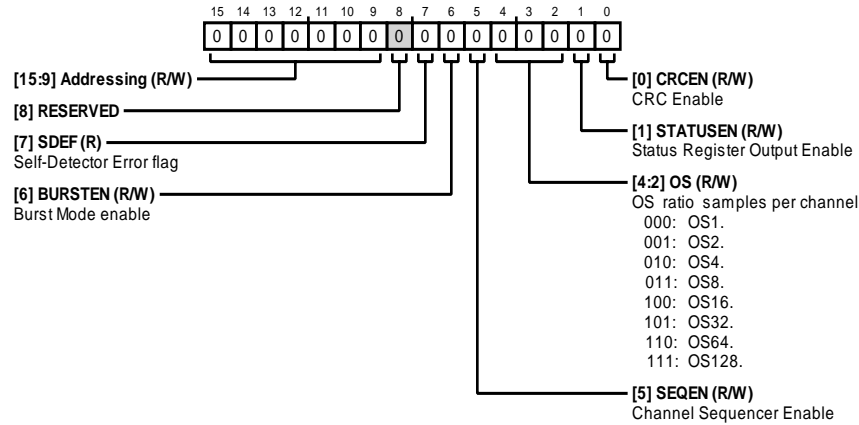 15 14 13 12 11 10 9 8 7 6 5 4 3 2 1 0
0 0 0 0 0 0 0 0 0 0 0 0 0 0 0 0
[15:9] Addressing (R/W)
[8] RESERVED
[7] SDEF (R)
Self-Detector Error flag
[6] BURSTEN (R/W)
Burst Mode enable
[0] CRCEN (R/W)
CRC Enable
[1] STATUSEN (R/W)
Status Register Output Enable
[4:2] OS (R/W)
OS ratio samples per channel
000: OS1.
001: OS2.
010: OS4.
011: OS8.
100: OS16.
101: OS32.
110: OS64.
111: OS128.
[5] SEQEN (R/W)
Channel Sequencer Enable